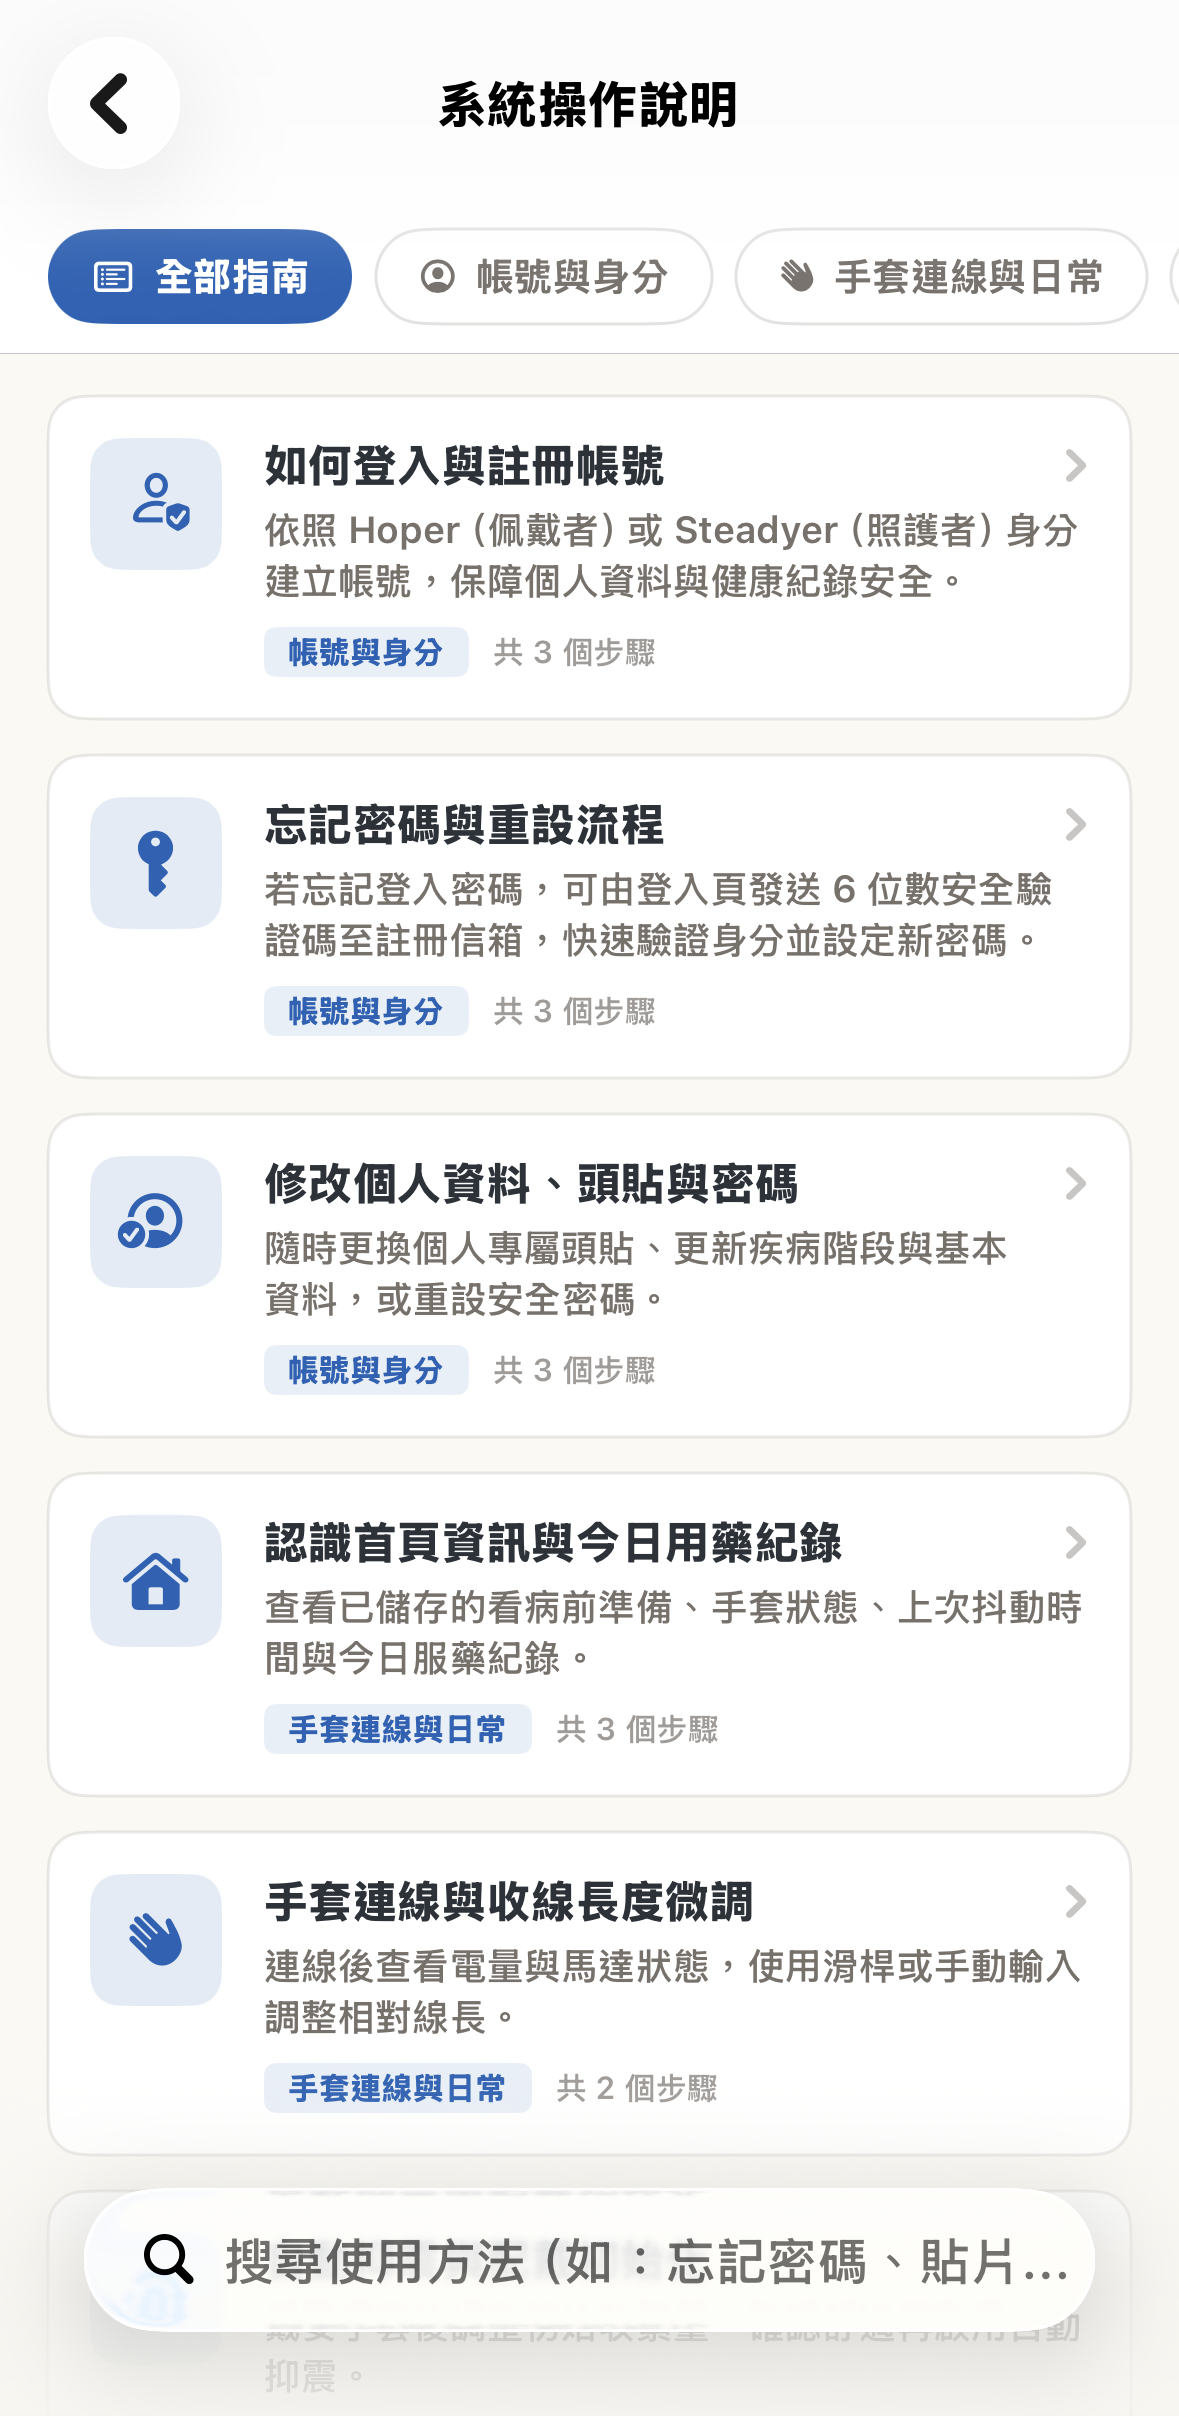 系統操作說明
全部指南
帳號與身分
手套連線與日常
如何登入與註冊帳號
依照 Hoper（佩戴者）或 Steadyer（照護者）身分
建立帳號，保障個人資料與健康紀錄安全。
帳號與身分 共 3 個步驟
忘記密碼與重設流程
若忘記登入密碼，可由登入頁發送 6 位數安全驗
證碼至註冊信箱，快速驗證身分並設定新密碼。
帳號與身分 共 3 個步驟
修改個人資料、頭貼與密碼
隨時更換個人專屬頭貼、更新疾病階段與基本
資料，或重設安全密碼。
帳號與身分 共 3 個步驟
認識首頁資訊與今日用藥紀錄
查看已儲存的看病前準備、手套狀態、上次抖動時
間與今日服藥紀錄。
手套連線與日常 共 3 個步驟
手套連線與收線長度微調
連線後查看電量與馬達狀態，使用滑桿或手動輸入
調整相對線長。
手套連線與日常 共 2 個步驟
搜尋使用方法（如：忘記密碼、貼片...
抑震。